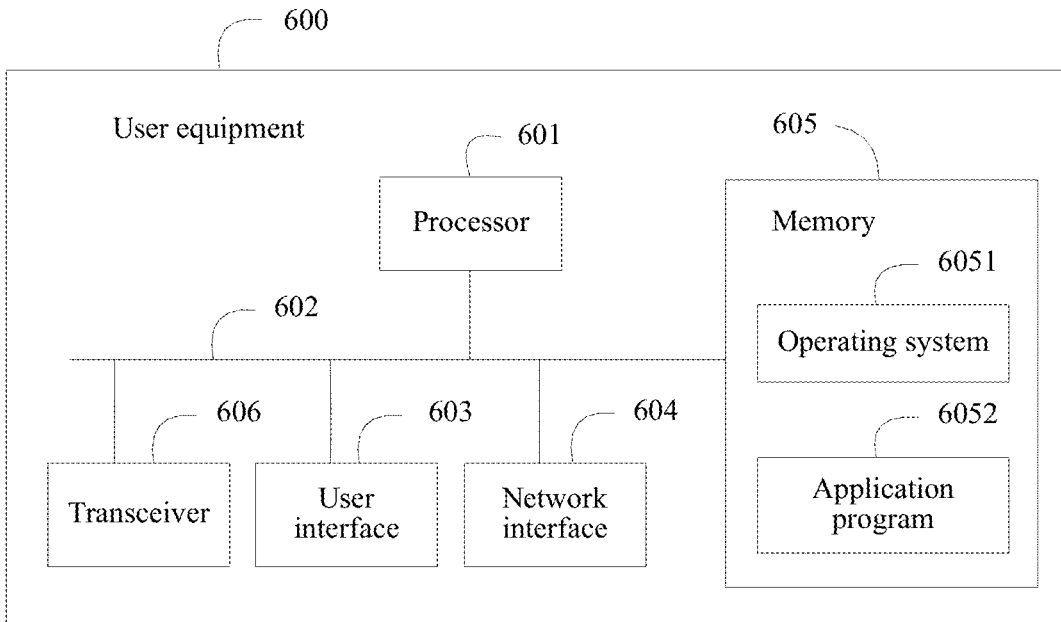 600
User equipment
601
605
Processor
Memory
6051
602
Operating system
606
603
604
6052
Transceiver
User
interface
Network
interface
Application
program